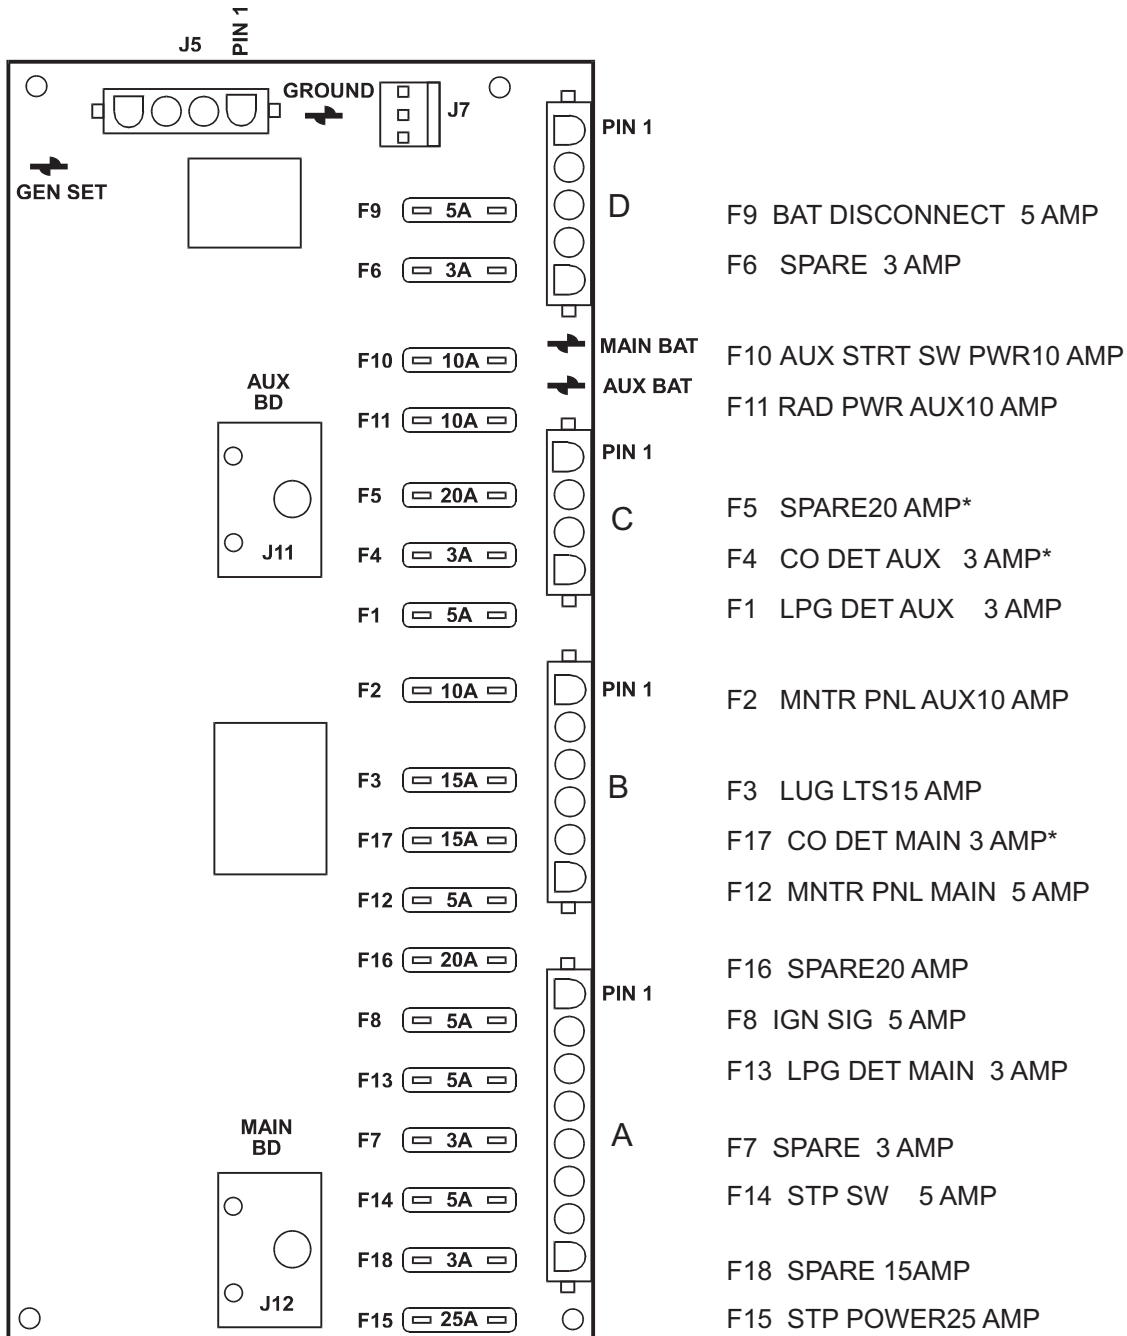 J5
PIN 1
GROUND
J7
PIN 1
GEN SET
F9 5A
D
F9 BAT DISCONNECT 5 AMP
F6 3A
F6 SPARE 3 AMP
MAIN BAT
F10 10A
F10 AUX STRT SW PWR10 AMP
AUX BAT
AUX
BD
F11 10A
F11 RAD PWR AUX10 AMP
PIN 1
F5 20A
C
F5 SPARE20 AMP*
J11
F4 3A
F4 CO DET AUX 3 AMP*
F1 5A
F1 LPG DET AUX 3 AMP
F2 10A
PIN 1
F2 MNTR PNL AUX10 AMP
F3 15A
B
F3 LUG LTS15 AMP
F17 15A
F17 CO DET MAIN 3 AMP*
F12 5A
F12 MNTR PNL MAIN 5 AMP
F16 20A
F16 SPARE20 AMP
PIN 1
F8 5A
F8 IGN SIG 5 AMP
F13 5A
F13 LPG DET MAIN 3 AMP
MAIN
BD
F7 3A
A
F7 SPARE 3 AMP
F14 5A
F14 STP SW 5 AMP
F18 3A
F18 SPARE 15AMP
J12
F15 25A
F15 STP POWER25 AMP